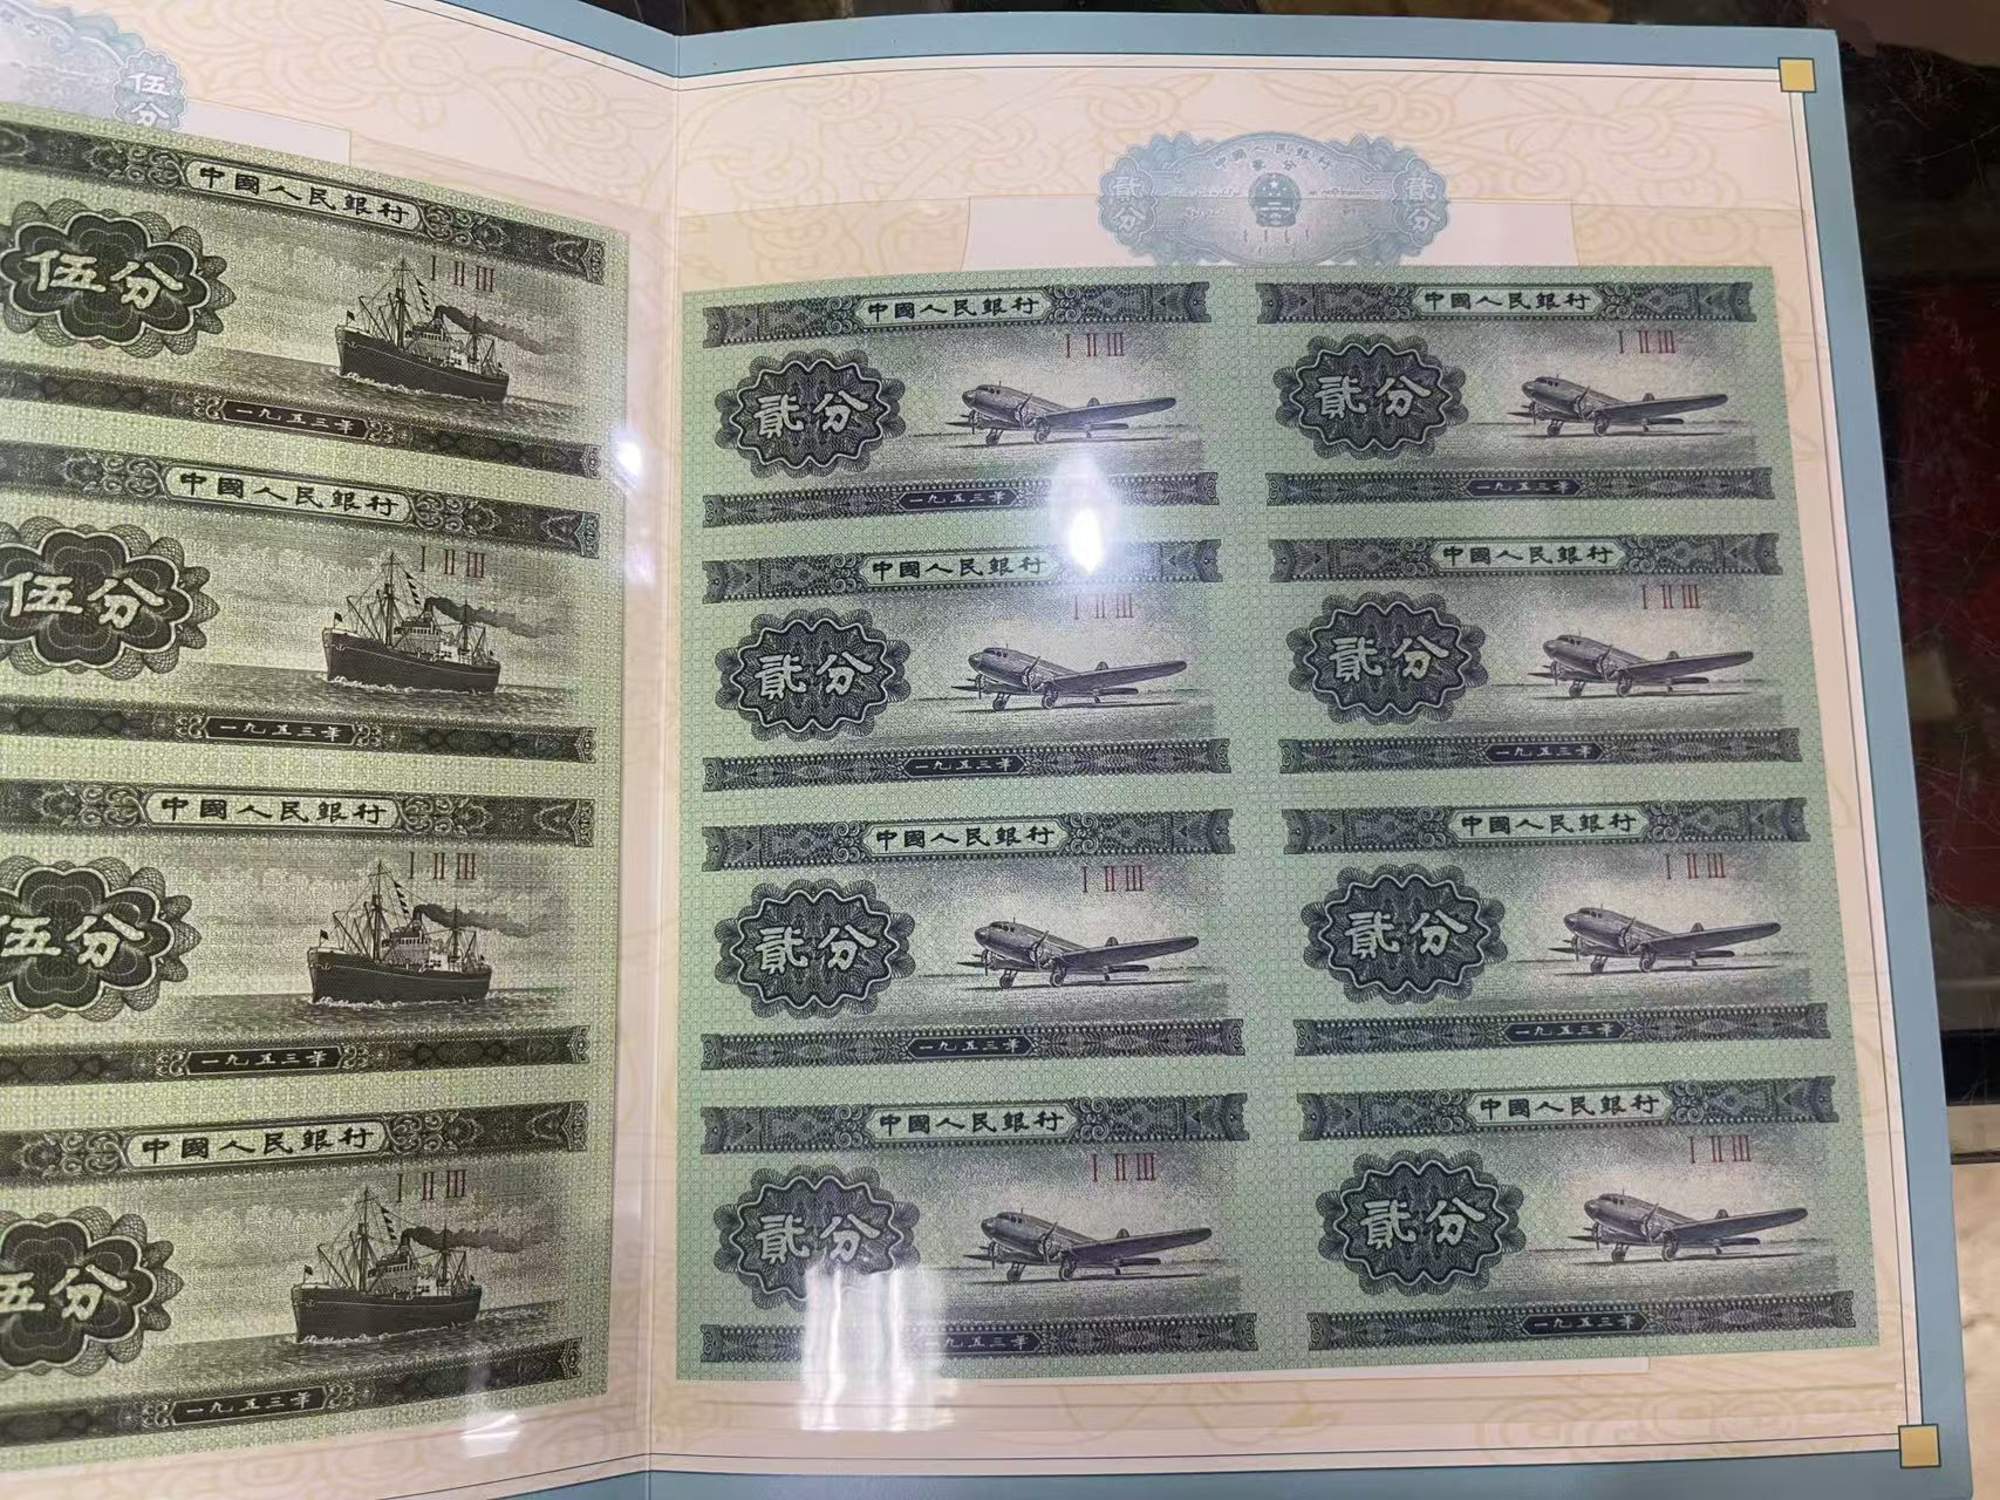 伍分
中國人民銀行
伍分
I II III
一九五三年
中國人民銀行
伍分
I II III
一九五三年
中國人民銀行
伍分
I II III
一九五三年
中國人民銀行
伍分
I II III
一九五三年
中國人民銀行
貳分
貳分
中國人民銀行
I II III
貳分
一九五三年
中國人民銀行
I II III
貳分
一九五三年
中國人民銀行
I II III
貳分
一九五三年
中國人民銀行
I II III
貳分
一九五三年
中國人民銀行
I II III
貳分
一九五三年
中國人民銀行
I II III
貳分
一九五三年
中國人民銀行
I II III
貳分
一九五三年
中國人民銀行
I II III
貳分
一九五三年